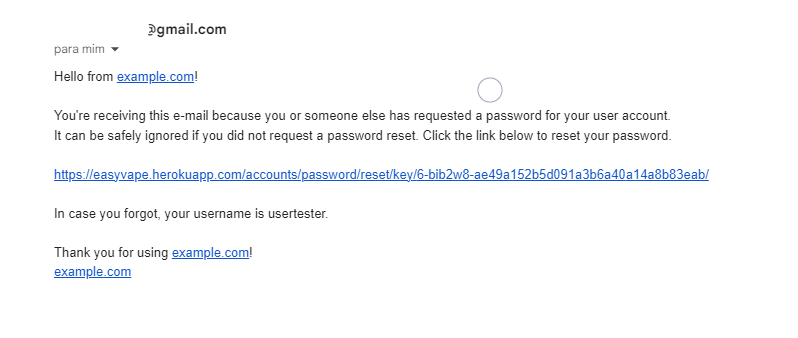 @gmail.com
para mim
Hello from example.com!
You're receiving this e-mail because you or someone else has requested a password for your user account.
It can be safely ignored if you did not request a password reset. Click the link below to reset your password.
https://easyvape.herokuapp.com/accounts/password/reset/key/6-bib2w8-ae49a152b5d091a3b6a40a14a8b83eab/
In case you forgot, your username is usertester.
Thank you for using example.com!
example.com